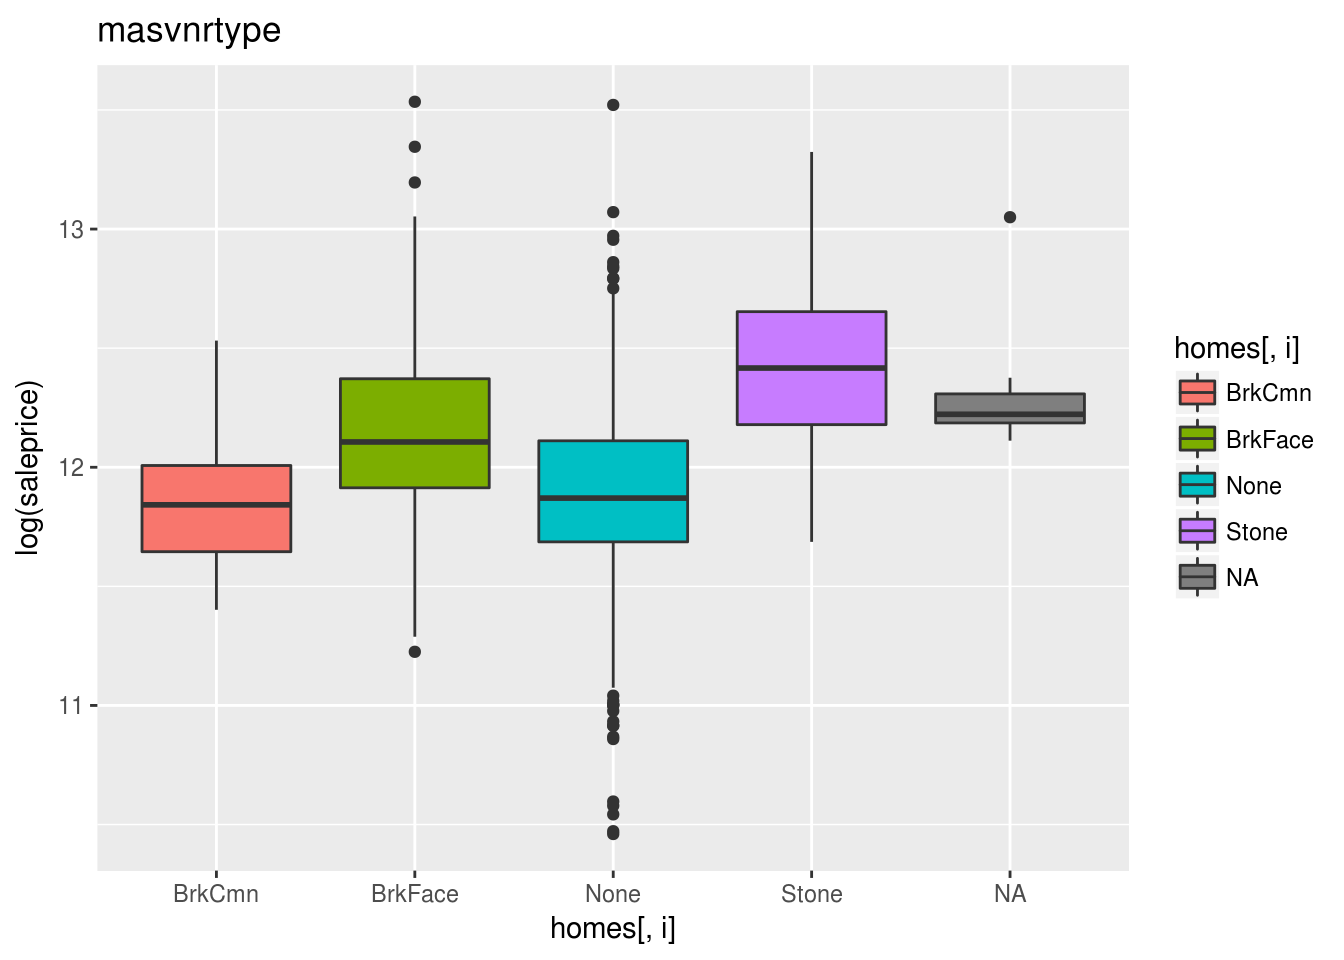 masvnrtype
13
12
11
log(saleprice)
BrkCmn
BrkFace
None
Stone
NA
homes[, i]
homes[, i]
BrkCmn
BrkFace
None
Stone
NA